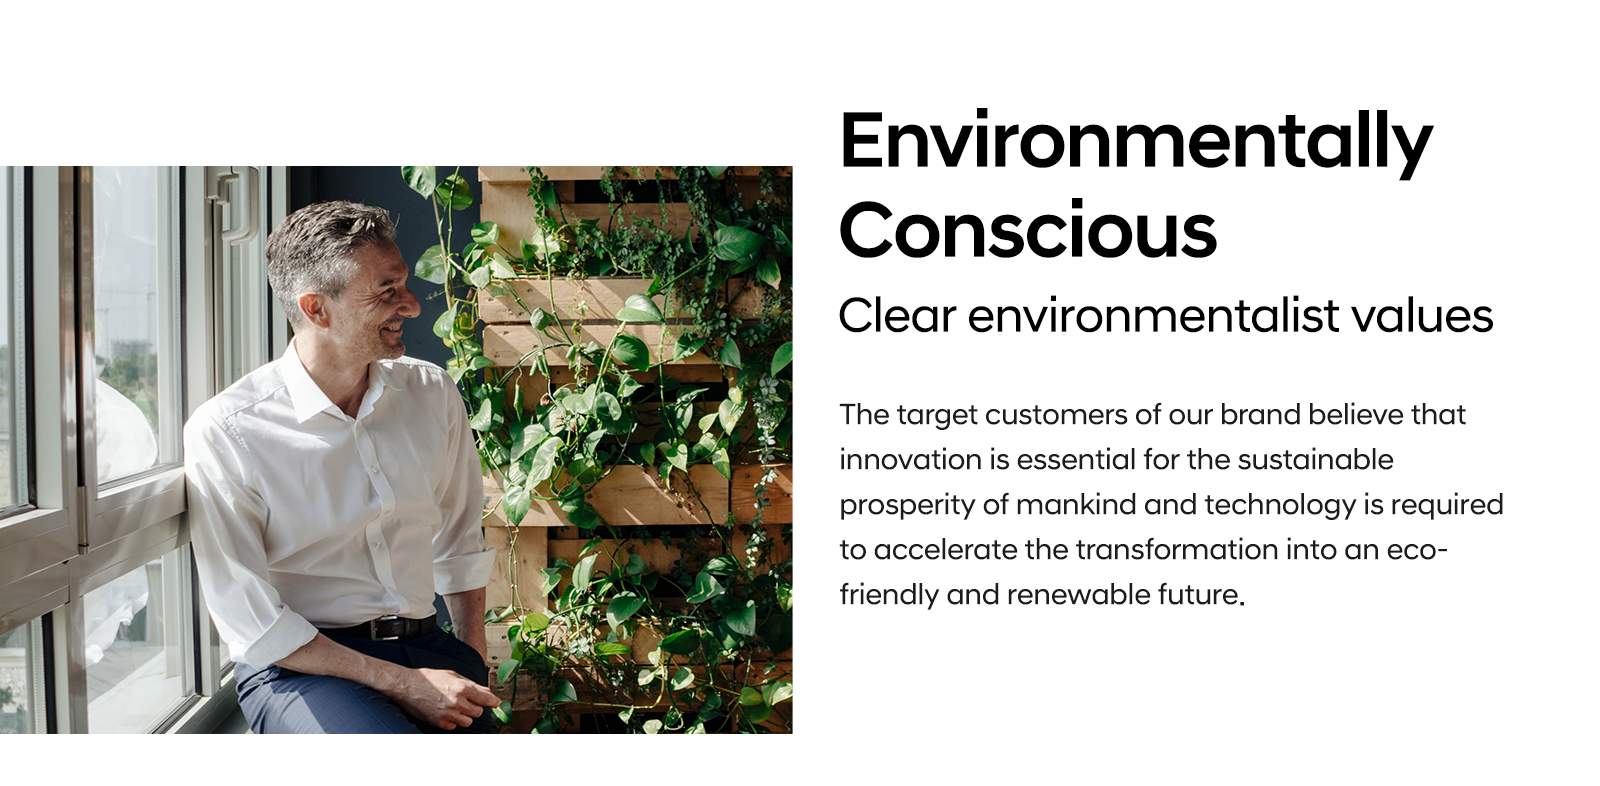 Environmentally
Conscious
Clear environmentalist values
The target customers of our brand believe that
innovation is essential for the sustainable
prosperity of mankind and technology is required
to accelerate the transformation into an eco-
friendly and renewable future.